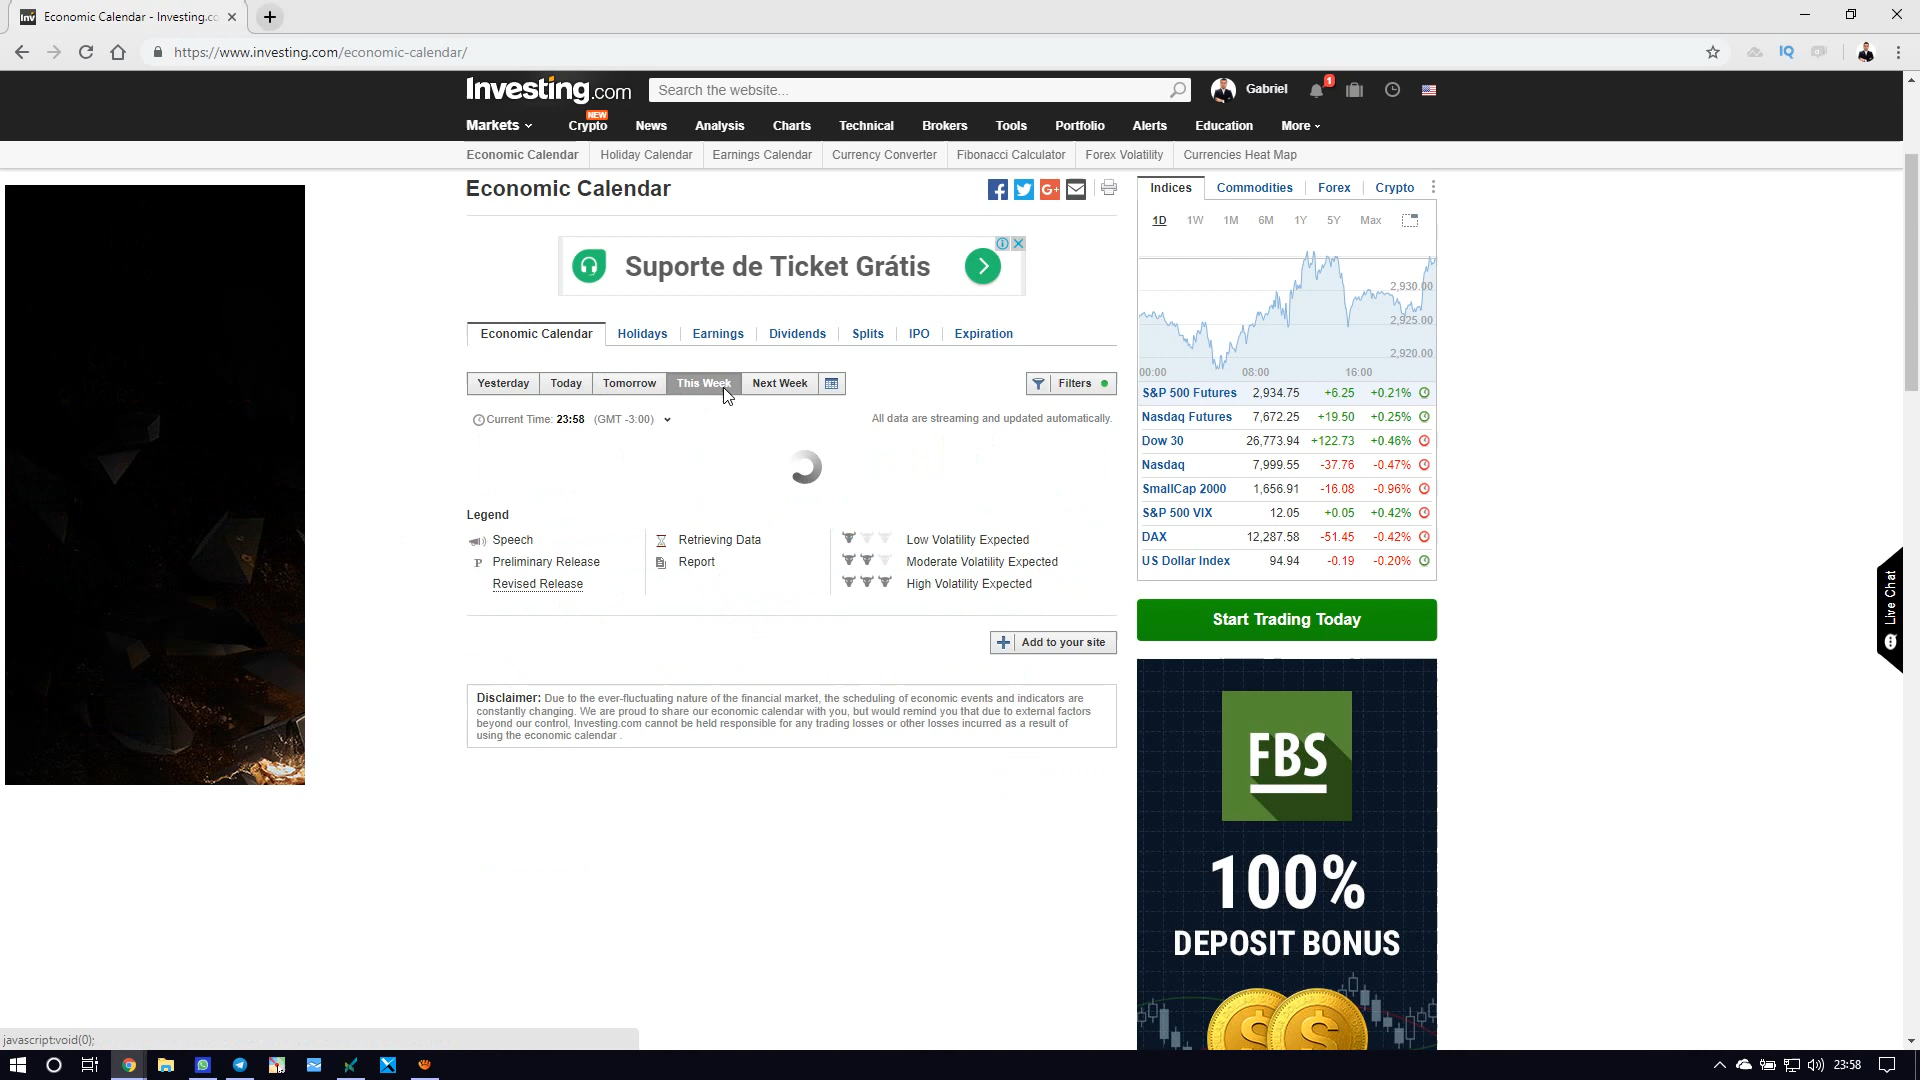 Economic Calendar - Investing.co
https://www.investing.com/economic-calendar/
Investing.com
Search the website...
Gabriel
1
NEW
Markets
Crypto
News
Analysis
Charts
Technical
Brokers
Tools
Portfolio
Alerts
Education
More
Economic Calendar
Holiday Calendar
Earnings Calendar
Currency Converter
Fibonacci Calculator
Forex Volatility
Currencies Heat Map
Economic Calendar
Suporte de Ticket Grátis
Economic Calendar
Holidays
Earnings
Dividends
Splits
IPO
Expiration
Yesterday
Today
Tomorrow
This Week
Next Week
Filters
Current Time: 23:58 (GMT -3:00)
All data are streaming and updated automatically.
Legend
Speech
P Preliminary Release
Revised Release
Retrieving Data
Report
Low Volatility Expected
Moderate Volatility Expected
High Volatility Expected
Add to your site
Disclaimer: Due to the ever-fluctuating nature of the financial market, the scheduling of economic events and indicators are
constantly changing. We are proud to share our economic calendar with you, but would remind you that due to external factors
beyond our control, Investing.com cannot be held responsible for any trading losses or other losses incurred as a result of
using the economic calendar .
Indices
Commodities
Forex
Crypto
1D 1W 1M 6M 1Y 5Y Max
2,930.00
2,925.00
2,920.00
00:00 08:00 16:00
S&P 500 Futures 2,934.75 +6.25 +0.21%
Nasdaq Futures 7,672.25 +19.50 +0.25%
Dow 30 26,773.94 +122.73 +0.46%
Nasdaq 7,999.55 -37.76 -0.47%
SmallCap 2000 1,656.91 -16.08 -0.96%
S&P 500 VIX 12.05 +0.05 +0.42%
DAX 12,287.58 -51.45 -0.42%
US Dollar Index 94.94 -0.19 -0.20%
Start Trading Today
FBS
100%
DEPOSIT BONUS
Live Chat
javascript:void(0);
23:58